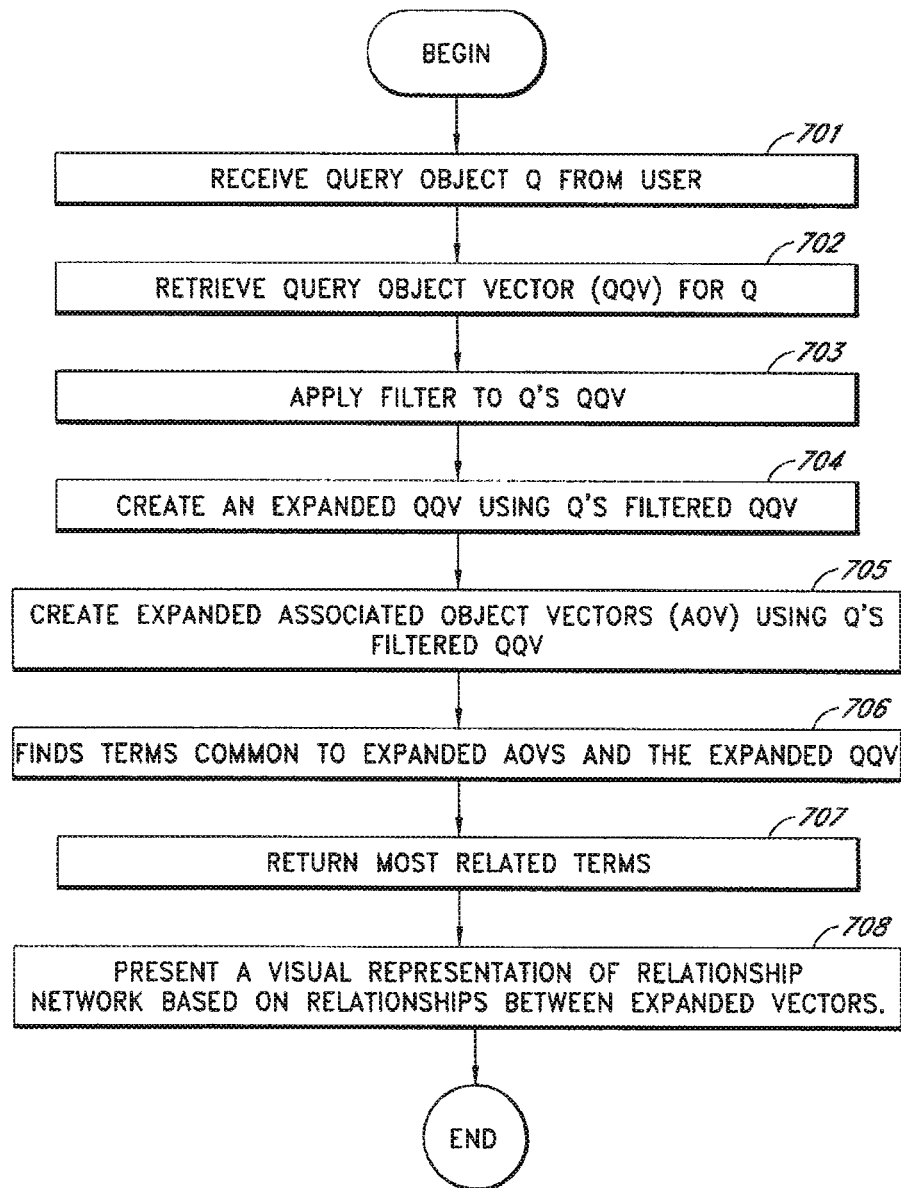 BEGIN
701
RECEIVE QUERY OBJECT Q FROM USER
702
RETRIEVE QUERY OBJECT VECTOR (QQV) FOR Q
703
APPLY FILTER TO Q'S QQV
704
CREATE AN EXPANDED QQV USING Q'S FILTERED QQV
705
CREATE EXPANDED ASSOCIATED OBJECT VECTORS (AOV) USING Q'S
FILTERED QQV
706
FINDS TERMS COMMON TO EXPANDED AOVS AND THE EXPANDED QQV
707
RETURN MOST RELATED TERMS
708
PRESENT A VISUAL REPRESENTATION OF RELATIONSHIP
NETWORK BASED ON RELATIONSHIPS BETWEEN EXPANDED VECTORS.
END